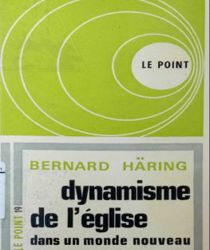 LE POINT
BERNARD HÄRING
dynamisme
de l'église
dans un monde nouveau
LE POINT 19